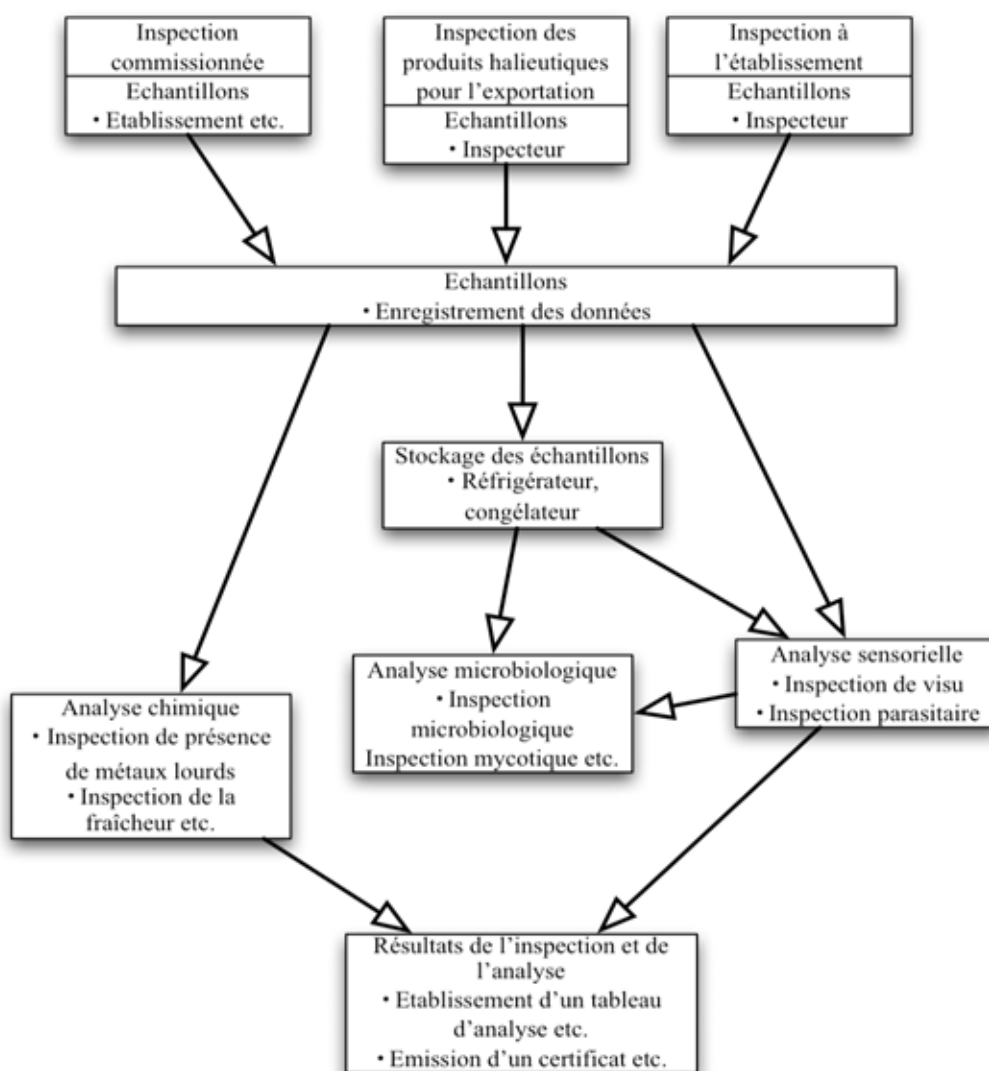 Inspection
commissionnée
Echantillons
• Etablissement etc.
Inspection des
produits halieutiques
pour l’exportation
Echantillons
• Inspecteur
Inspection à
l’établissement
Echantillons
• Inspecteur
Echantillons
• Enregistrement des données
Stockage des échantillons
• Réfrigérateur,
congélateur
Analyse microbiologique
• Inspection
microbiologique
Inspection mycotique etc.
Analyse sensorielle
• Inspection de visu
• Inspection parasitaire
Analyse chimique
• Inspection de présence
de métaux lourds
• Inspection de la
fraîcheur etc.
Résultats de l’inspection et de
l’analyse
• Etablissement d’un tableau
d’analyse etc.
• Emission d’un certificat etc.